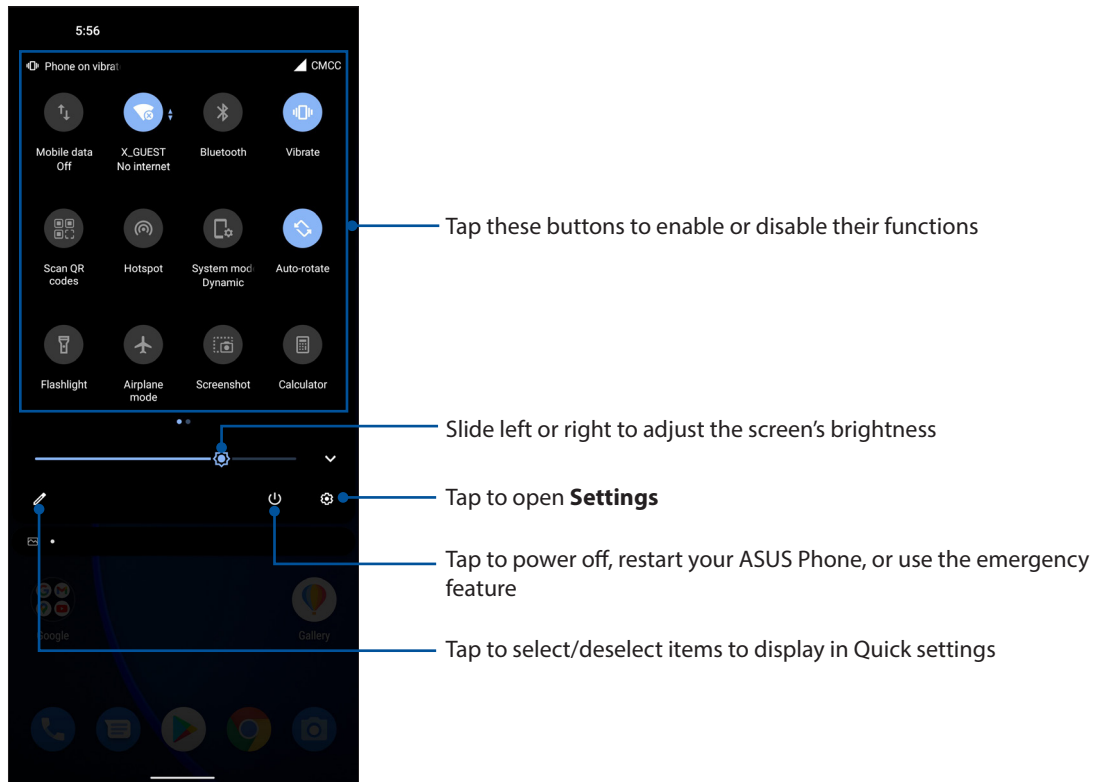 5:56
Phone on vibrat
CMCC
Mobile data
Off
X_GUEST
No internet
Bluetooth
Vibrate
Scan QR
codes
Hotspot
System mod
Dynamic
Auto-rotate
Flashlight
Airplane
mode
Screenshot
Calculator
Google
Gallery
Tap these buttons to enable or disable their functions
Slide left or right to adjust the screen’s brightness
Tap to open Settings
Tap to power off, restart your ASUS Phone, or use the emergency
feature
Tap to select/deselect items to display in Quick settings